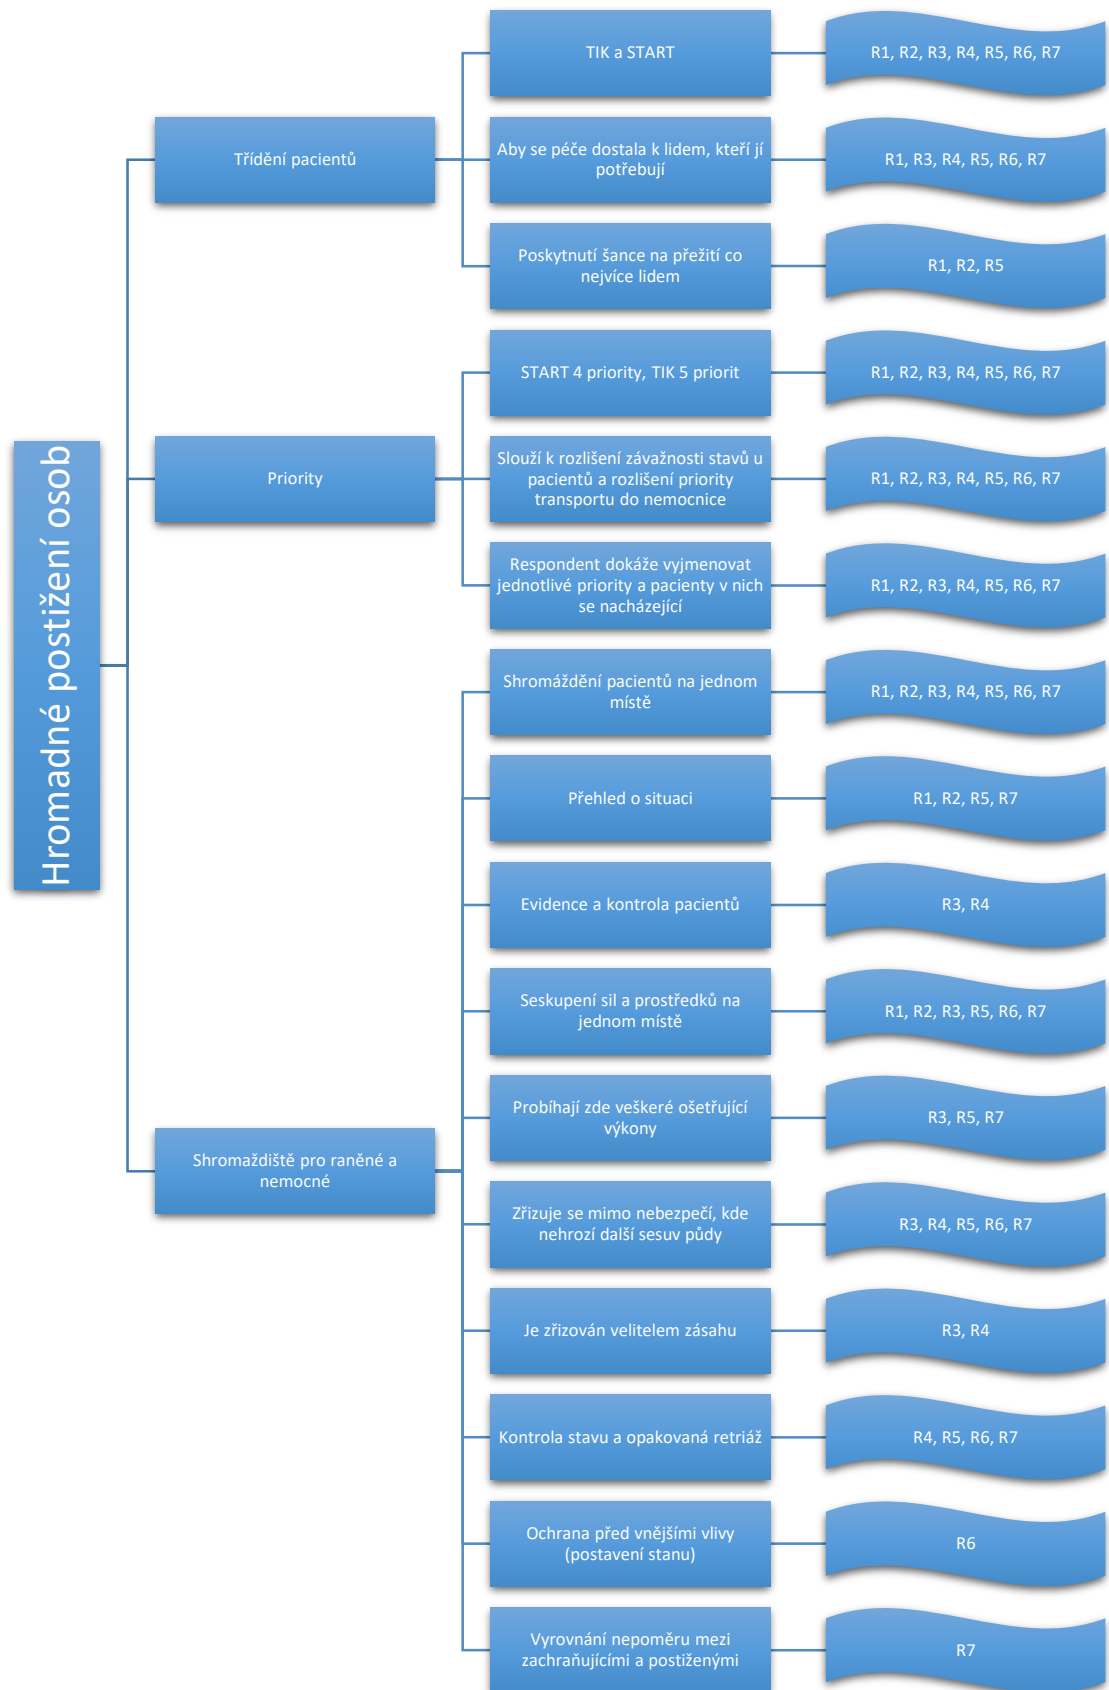 Hromadné postižení osob
Třídění pacientů
TIK a START
R1, R2, R3, R4, R5, R6, R7
Aby se péče dostala k lidem, kteří jí
potřebují
R1, R3, R4, R5, R6, R7
Poskytnutí šance na přežití co
nejvíce lidem
R1, R2, R5
Priority
START 4 priority, TIK 5 priorit
R1, R2, R3, R4, R5, R6, R7
Slouží k rozlišení závažnosti stavů u
pacientů a rozlišení priority
transportu do nemocnice
R1, R2, R3, R4, R5, R6, R7
Respondent dokáže vyjmenovat
jednotlivé priority a pacienty v nich
se nacházející
R1, R2, R3, R4, R5, R6, R7
Shromaždiště pro raněné a
nemocné
Shromáždění pacientů na jednom
místě
R1, R2, R3, R4, R5, R6, R7
Přehled o situaci
R1, R2, R5, R7
Evidence a kontrola pacientů
R3, R4
Seskupení sil a prostředků na
jednom místě
R1, R2, R3, R5, R6, R7
Probíhají zde veškeré ošetřující
výkony
R3, R5, R7
Zřizuje se mimo nebezpečí, kde
nehrozí další sesuv půdy
R3, R4, R5, R6, R7
Je zřizován velitelem zásahu
R3, R4
Kontrola stavu a opakovaná retriáž
R4, R5, R6, R7
Ochrana před vnějšími vlivy
(postavení stanu)
R6
Vyrovnání nepoměru mezi
zachraňujícími a postiženými
R7